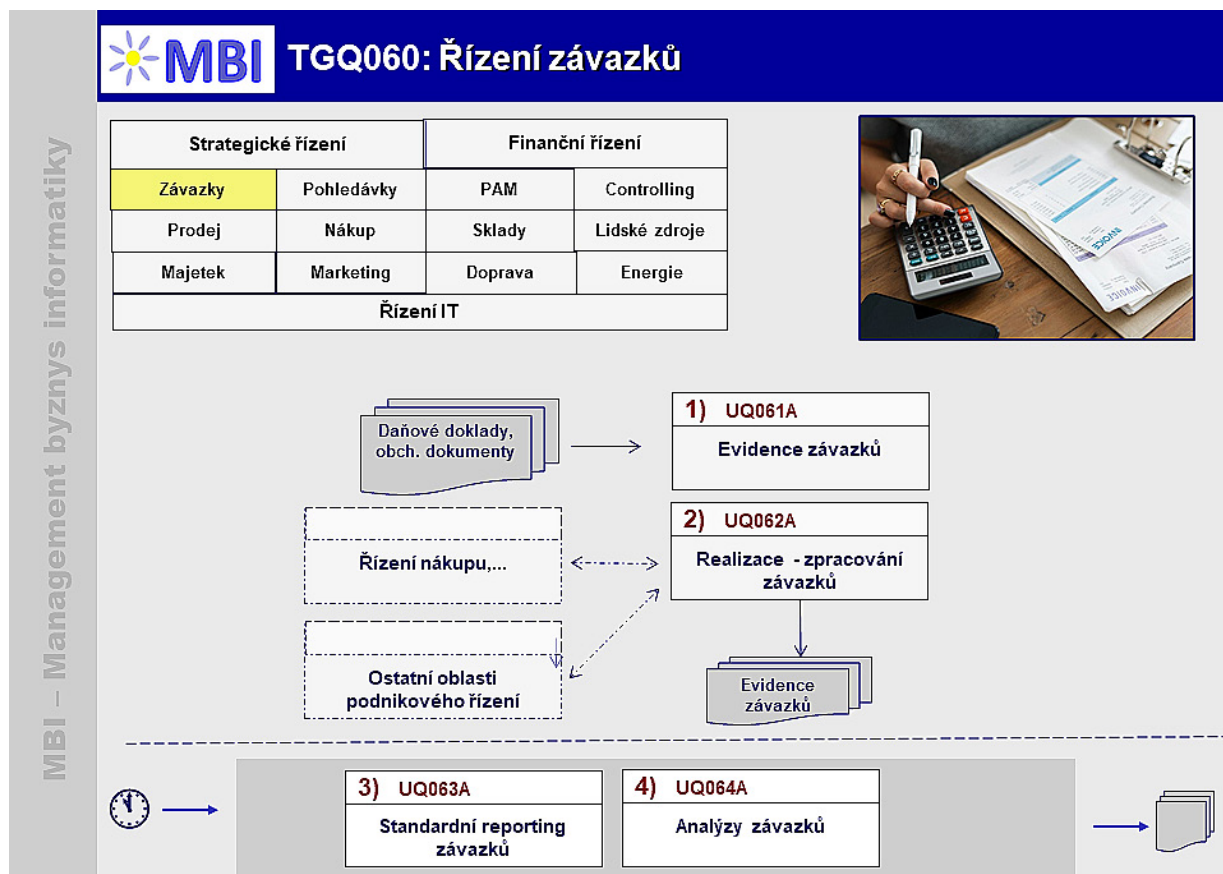 MBI – Management byznys informatiky
MBI
TGQ060: Řízení závazků
Strategické řízení
Finanční řízení
Závazky
Pohledávky
PAM
Controlling
Prodej
Nákup
Sklady
Lidské zdroje
Majetek
Marketing
Doprava
Energie
Řízení IT
INVOICE
INVOICE
Daňové doklady,
obch. dokumenty
1) UQ061A
Evidence závazků
2) UQ062A
Realizace - zpracování
závazků
Řízení nákupu,...
Ostatní oblasti
podnikového řízení
Evidence
závazků
3) UQ063A
Standardní reporting
závazků
4) UQ064A
Analýzy závazků